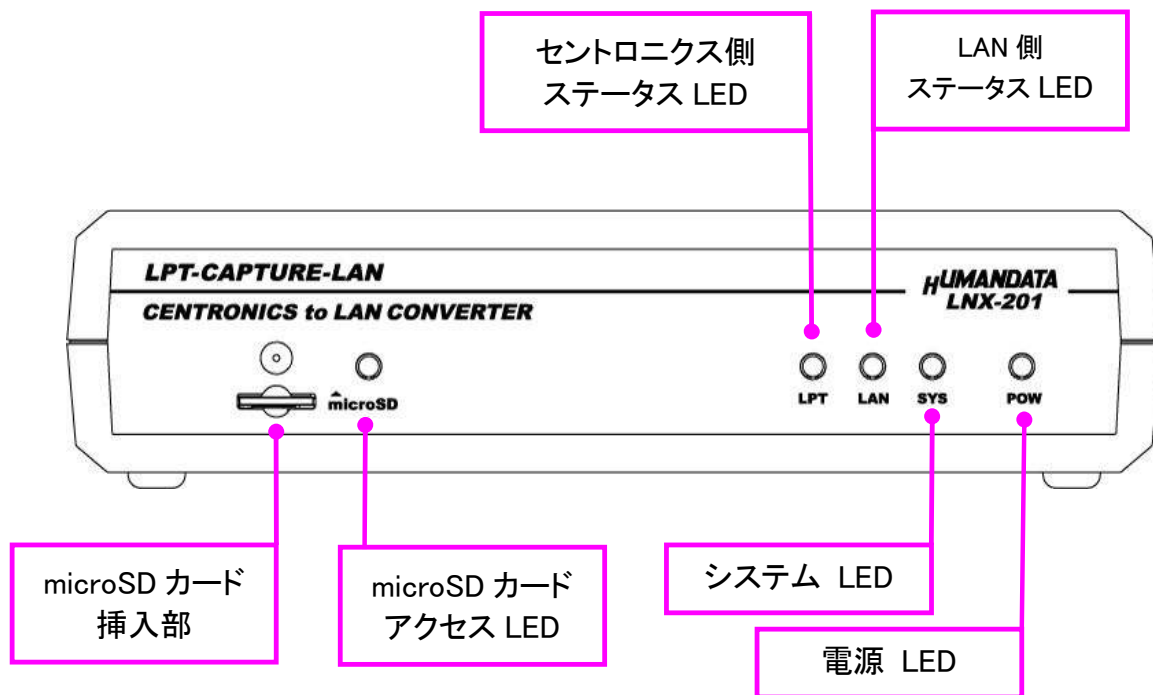 セントロニクス側
ステータス LED
LAN 側
ステータス LED
LPT-CAPTURE-LAN
HUMANDATA
LNX-201
CENTRONICS to LAN CONVERTER
microSD
LPT
LAN
SYS
POW
microSD カード
挿入部
microSD カード
アクセス LED
システム LED
電源 LED